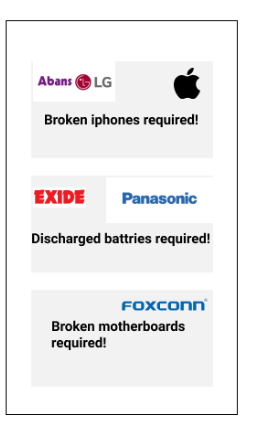 Abans LG
Broken iphones required!
EXIDE Panasonic
Discharged battries required!
FOXCONN
Broken motherboards
required!